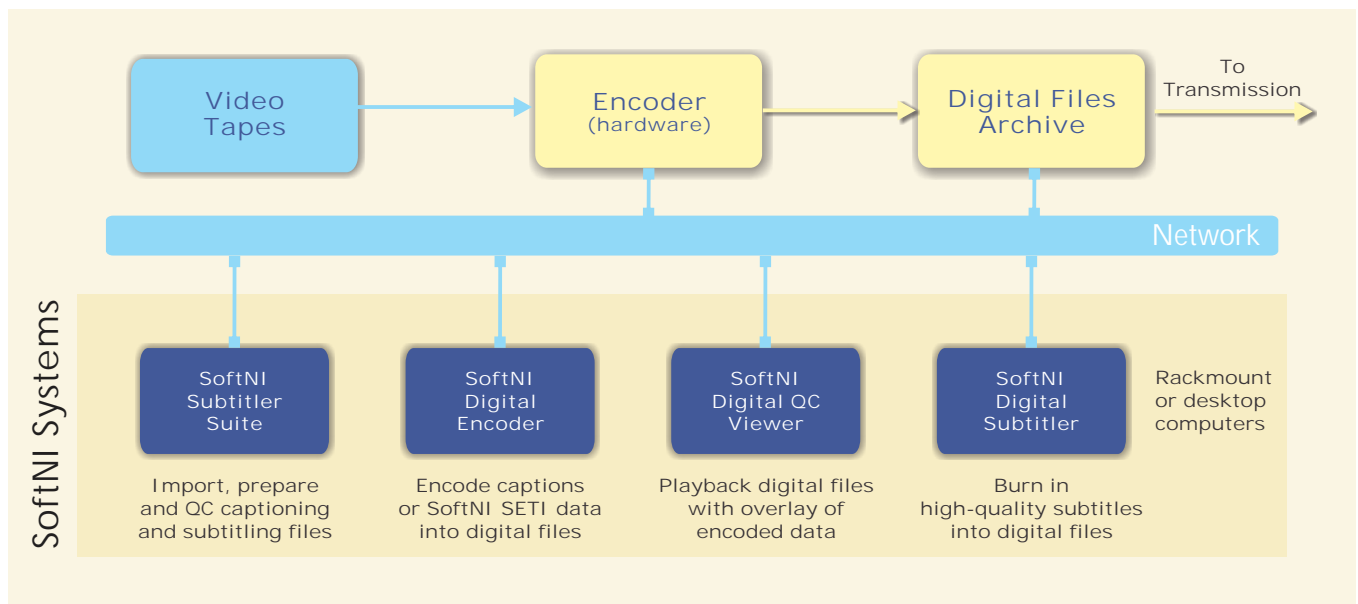 Video
Tapes
Encoder
(hardware)
Digital Files
Archive
To
Transmission
Network
SoftNI Systems
SoftNI
Subtitler
Suite
SoftNI
Digital
Encoder
SoftNI
Digital QC
Viewer
SoftNI
Digital
Subtitler
Rackmount
or desktop
computers
Import, prepare
and QC captioning
and subtitling files
Encode captions
or SoftNI SETI data
into digital files
Playback digital files
with overlay of
encoded data
Burn in
high-quality subtitles
into digital files